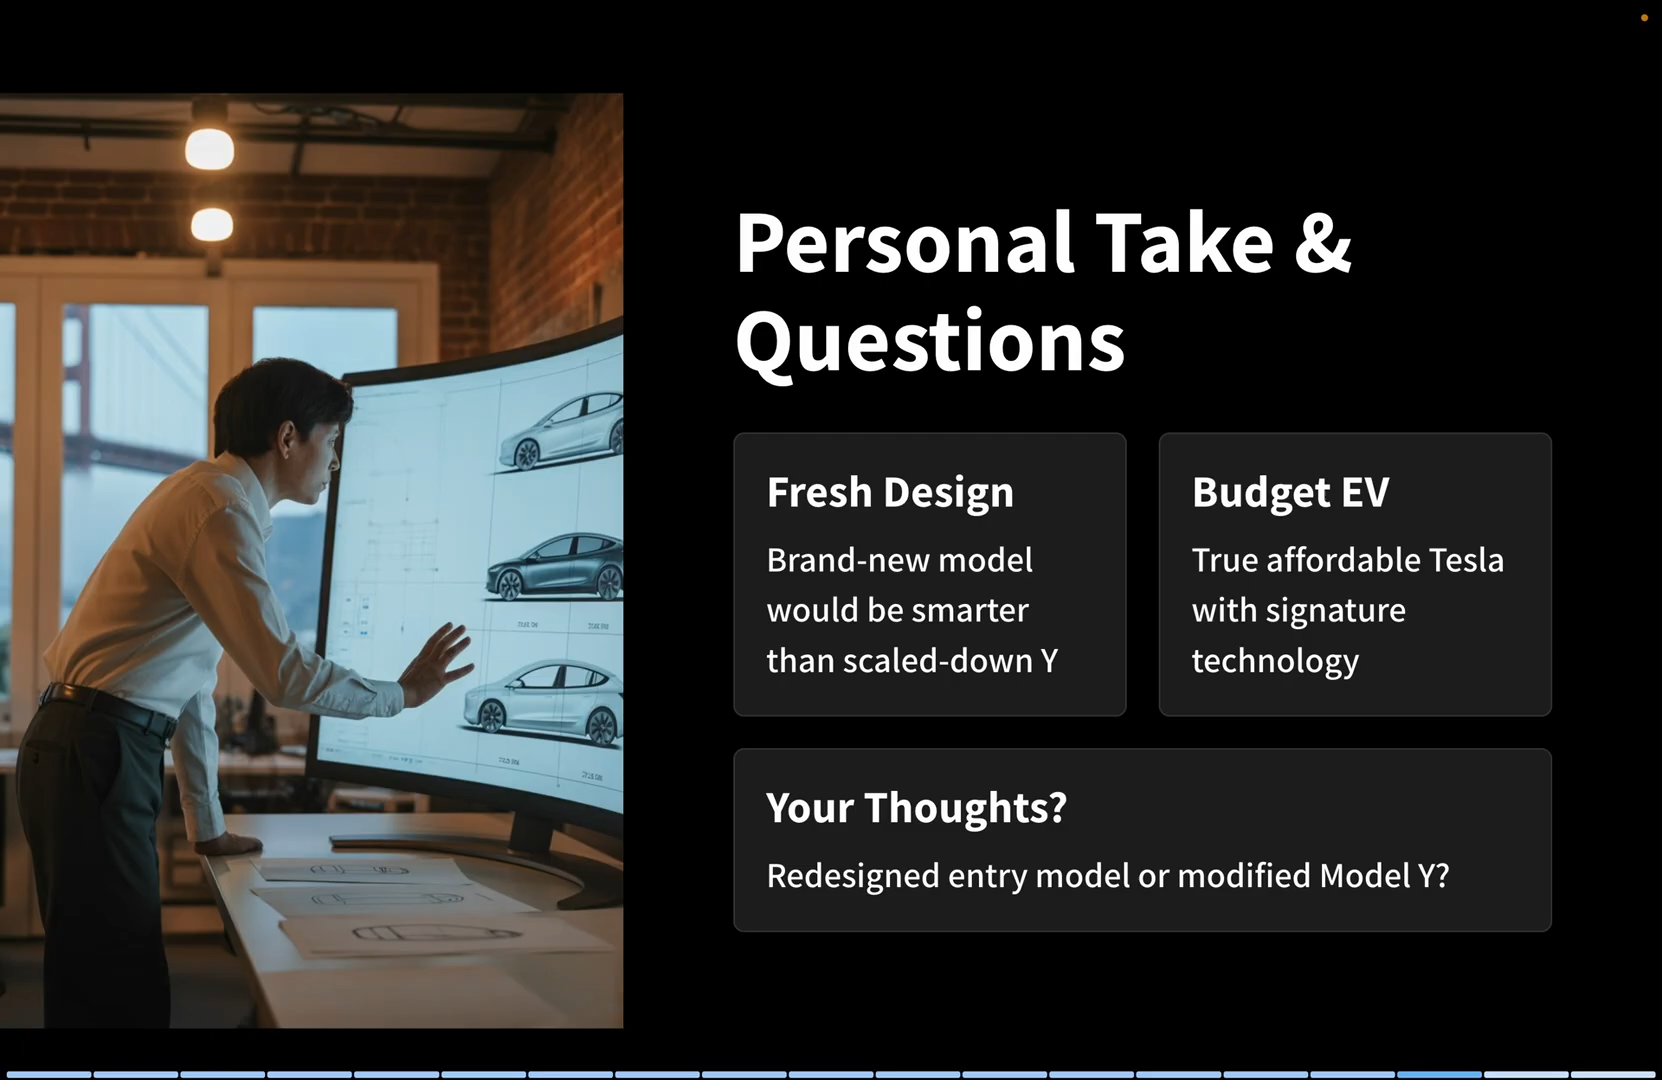 Personal Take &
Questions
Fresh Design
Brand-new model
would be smarter
than scaled-down Y
Budget EV
True affordable Tesla
with signature
technology
Your Thoughts?
Redesigned entry model or modified Model Y?